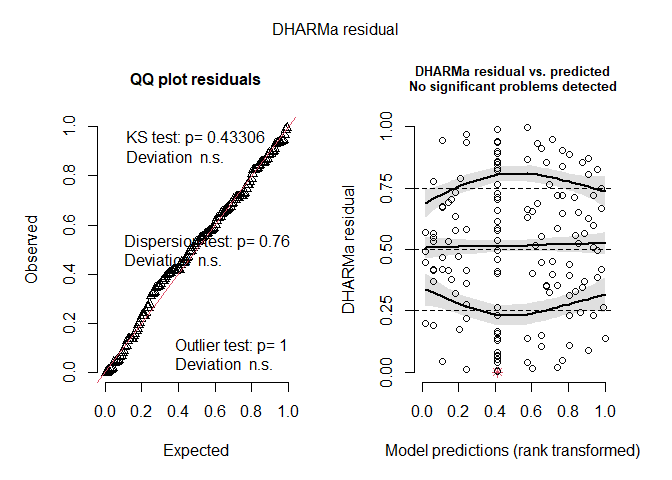 DHARMa residual
QQ plot residuals
1.0
0.8
0.6
0.4
0.2
0.0
Observed
KS test: p= 0.43306
Deviation n.s.
Dispersion test: p= 0.76
Deviation n.s.
Outlier test: p= 1
Deviation n.s.
0.0 0.2 0.4 0.6 0.8 1.0
Expected
DHARMa residual vs. predicted
No significant problems detected
1.00
0.75
0.50
0.25
0.00
DHARMa residual
0.0 0.2 0.4 0.6 0.8 1.0
Model predictions (rank transformed)